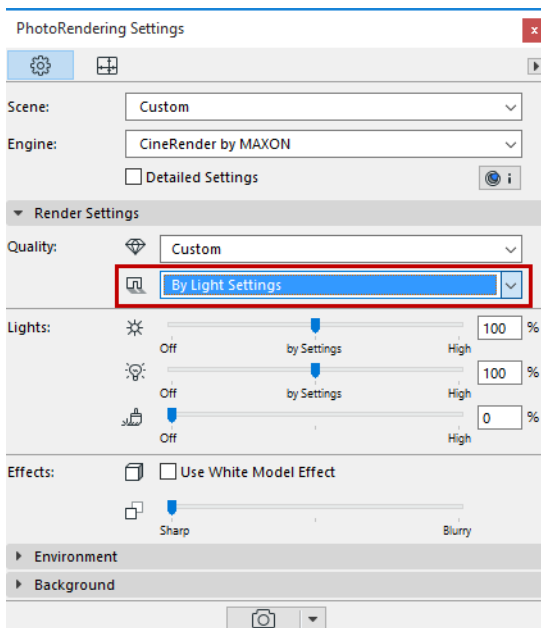 PhotoRendering Settings
x
Scene: Custom
Engine: CineRender by MAXON
Detailed Settings
i
Render Settings
Quality: Custom
By Light Settings
Lights: 100 %
Off by Settings High
100 %
Off by Settings High
0 %
Off High
Effects: Use White Model Effect
Sharp Blurry
Environment
Background